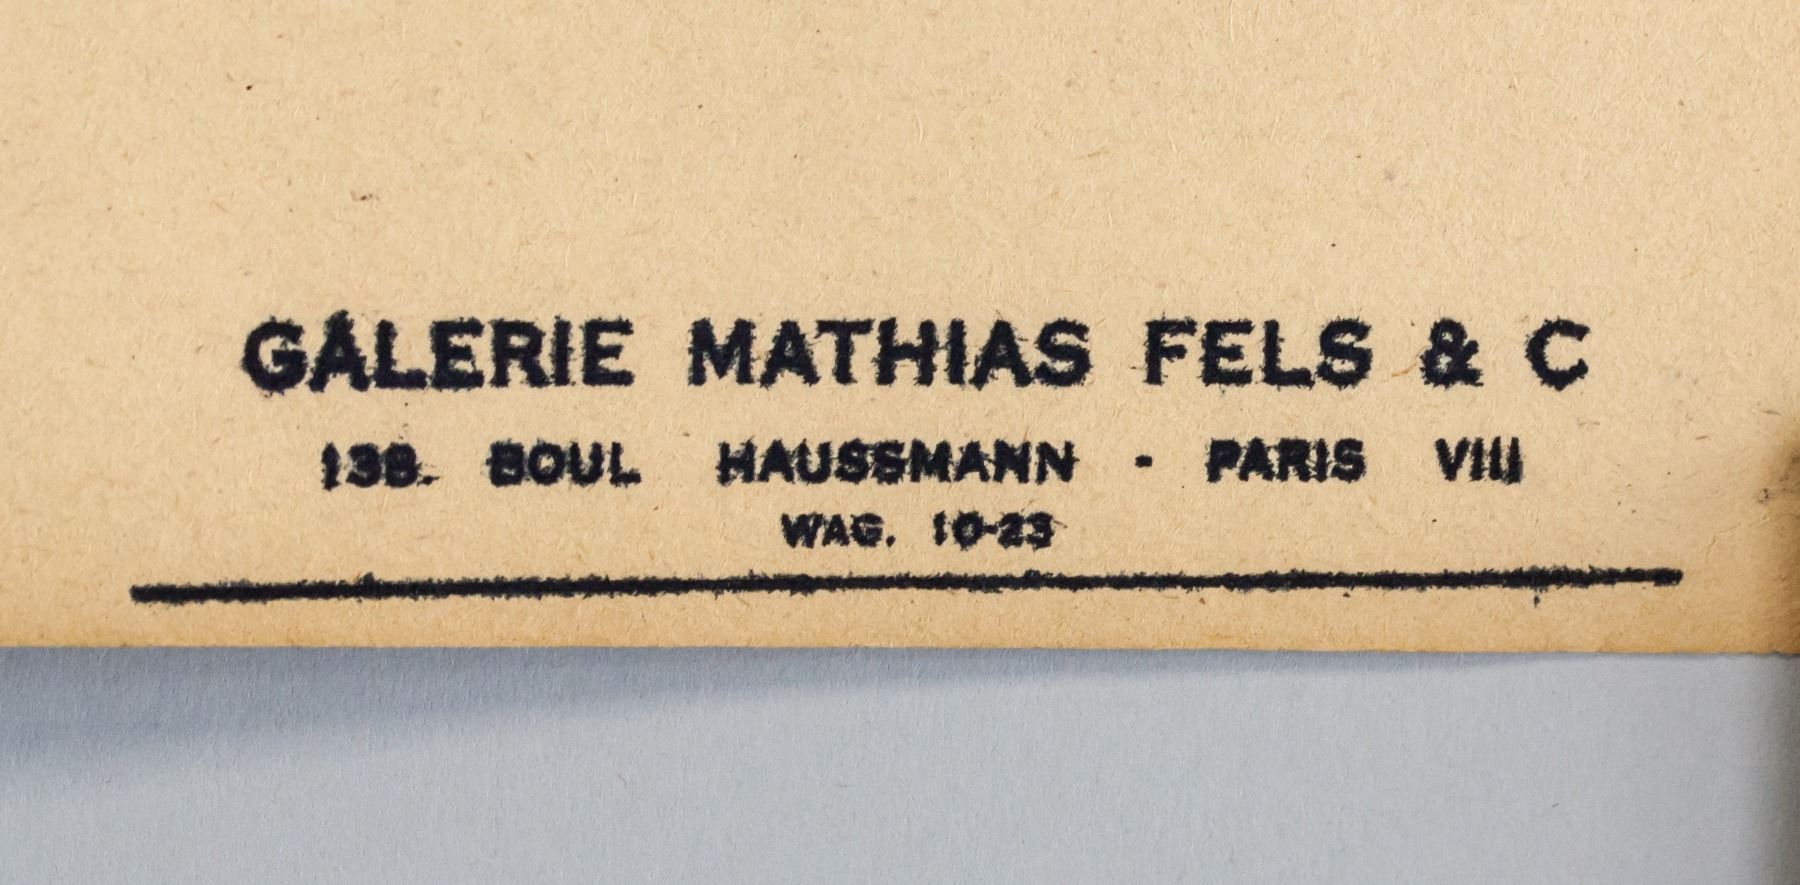 GALERIE MATHIAS FELS & C
138. BOUL HAUSSMANN - PARIS VIII
WAG. 10-23